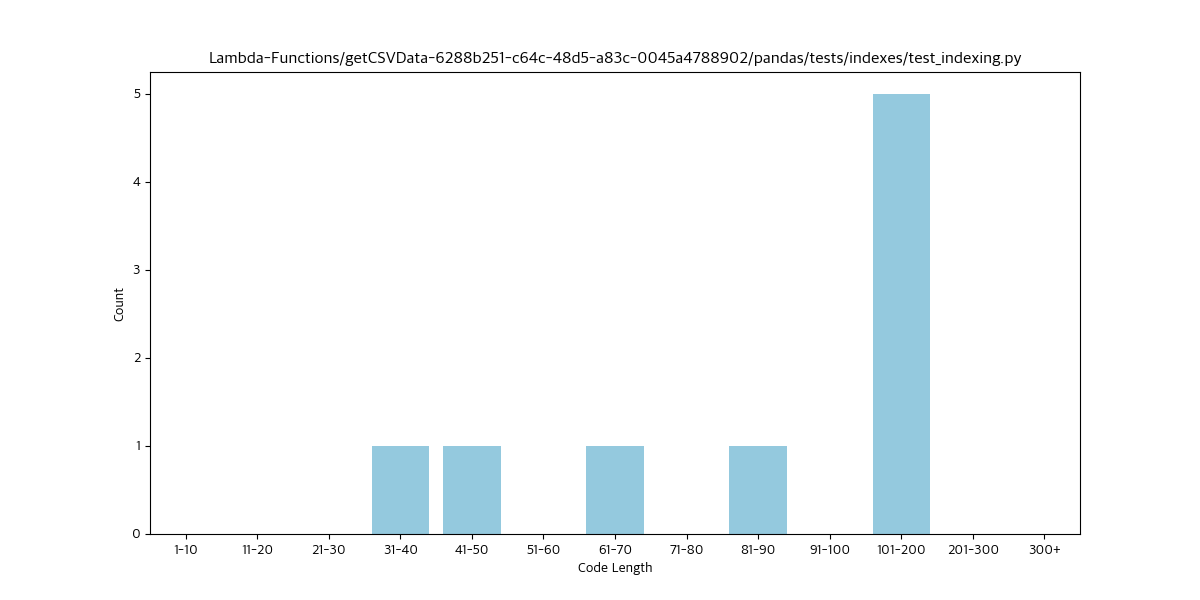 Lambda-Functions/getCSVData-6288b251-c64c-48d5-a83c-0045a4788902/pandas/tests/indexes/test_indexing.py
5
4
3
2
1
0
Count
1-10 11-20 21-30 31-40 41-50 51-60 61-70 71-80 81-90 91-100 101-200 201-300 300+
Code Length